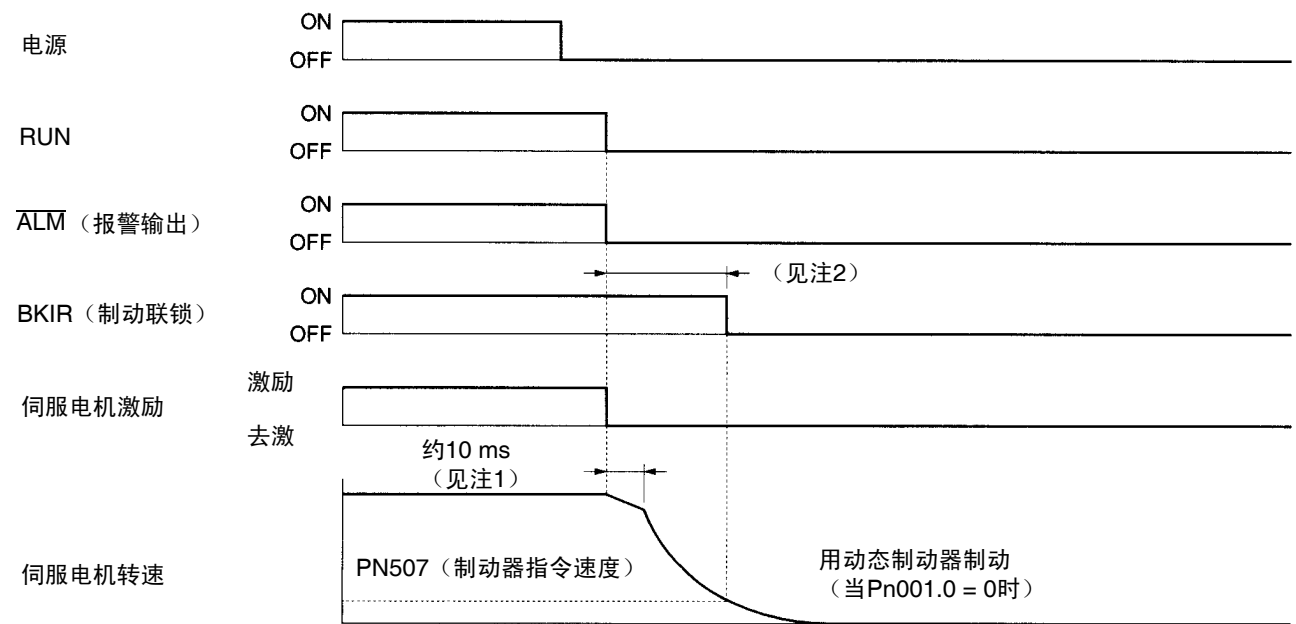 电源
ON
OFF
RUN
ON
OFF
ALM（报警输出）
ON
OFF
（见注2）
BKIR（制动联锁）
ON
OFF
伺服电机激励
激励
去激
约10 ms
（见注1）
伺服电机转速
PN507（制动器指令速度）
用动态制动器制动
（当Pn001.0 = 0时）